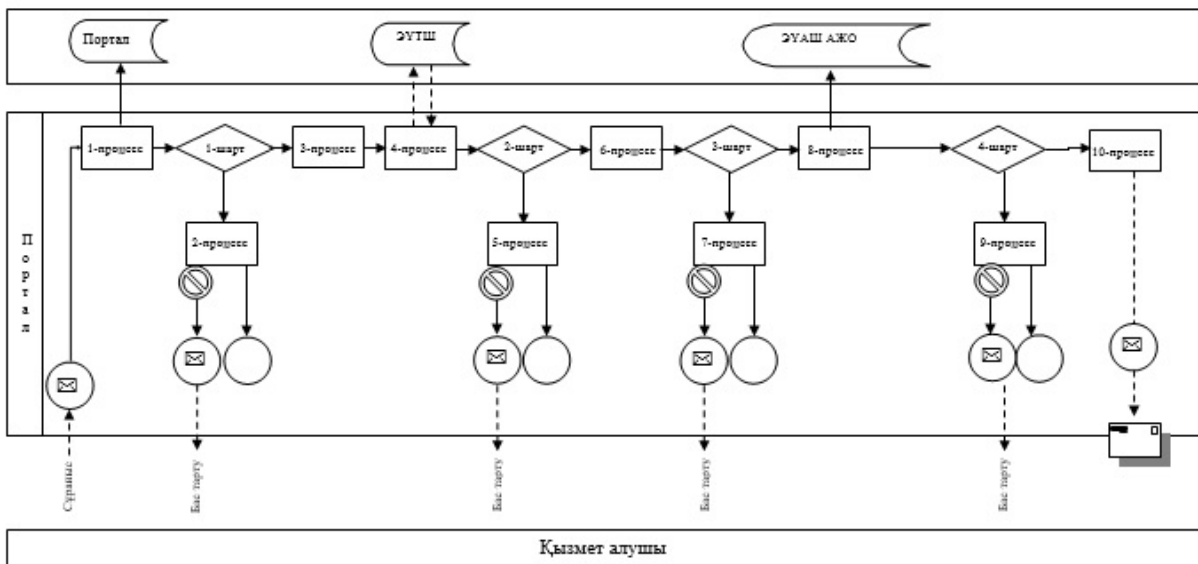 Портал
ЭҮТШ
ЭҮАШ АЖО
1-процесс
1-шарт
3-процесс
4-процесс
2-шарт
6-процесс
3-шарт
8-процесс
4-шарт
10-процесс
Портал
2-процесс
5-процесс
7-процесс
9-процесс
Сұраныс
Бас тарту
Бас тарту
Бас тарту
Бас тарту
Қызмет алушы